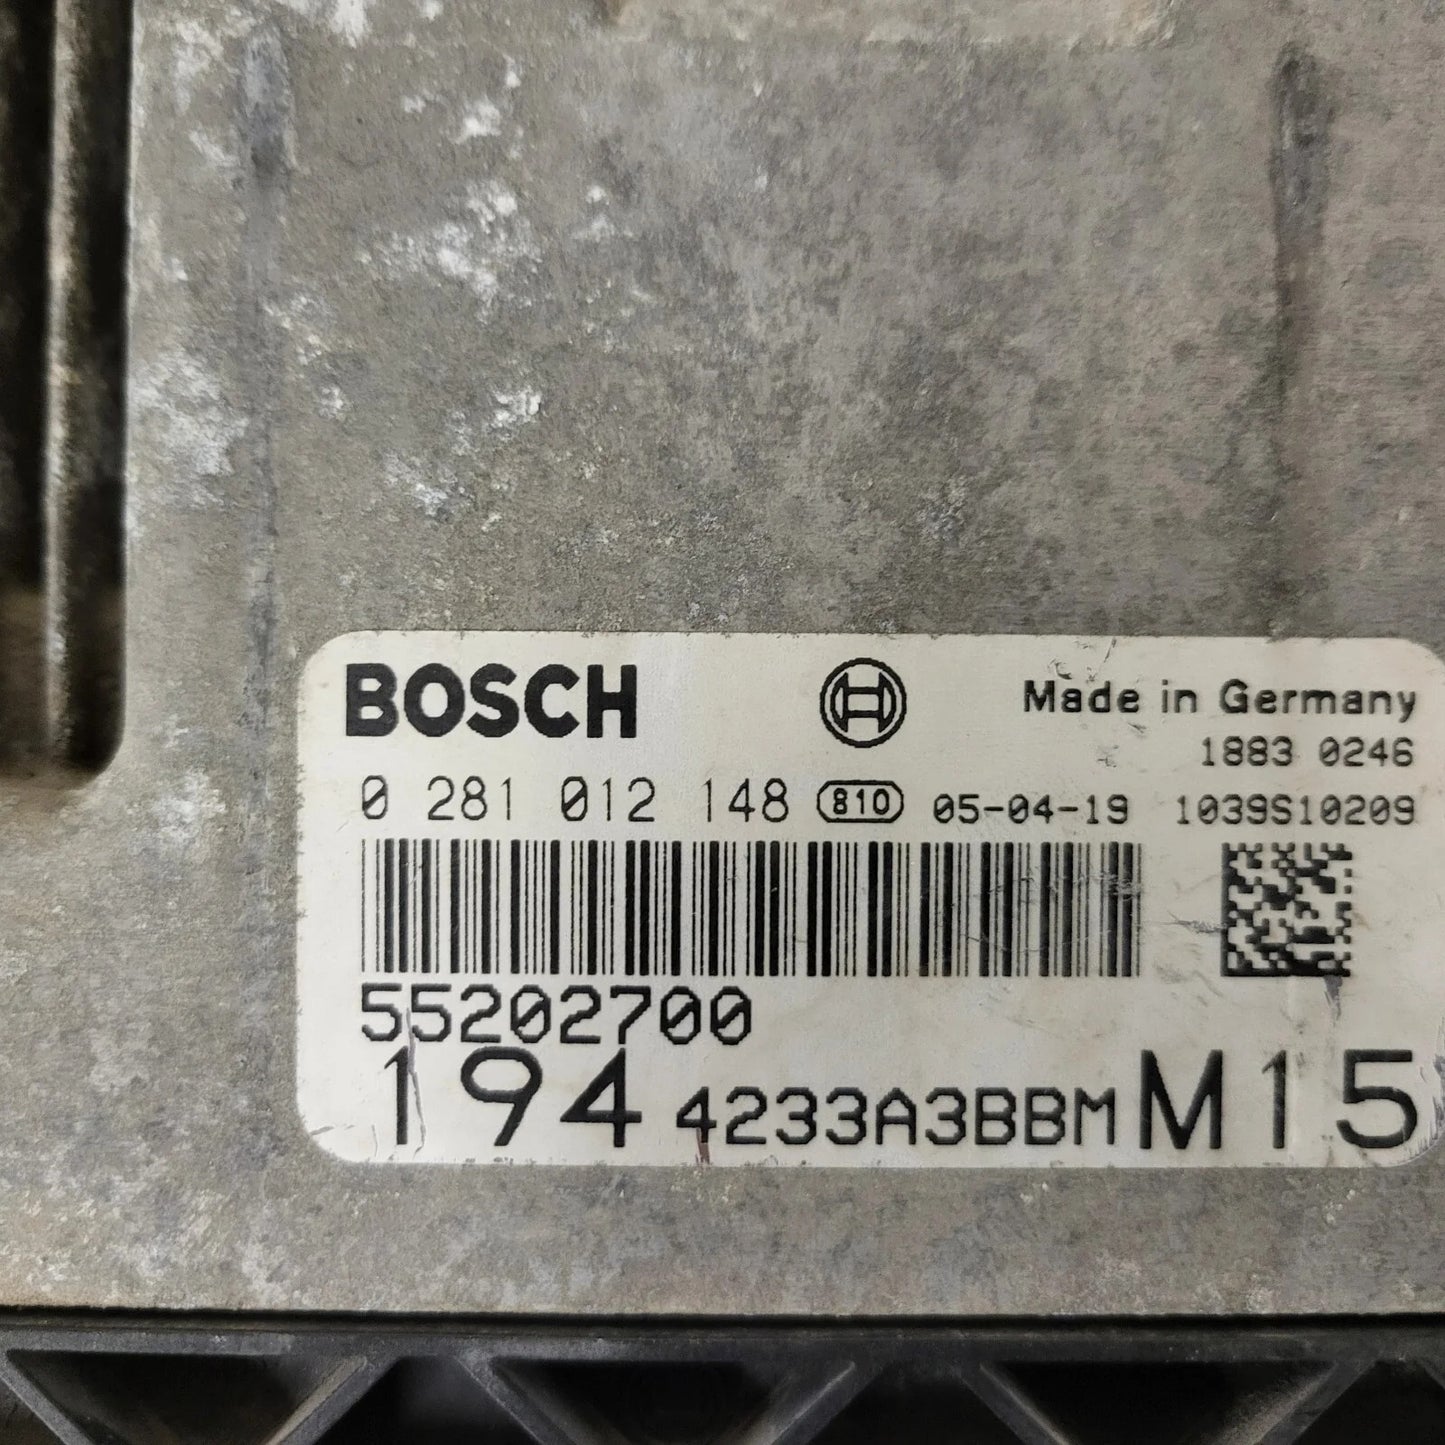 BOSCH Made in Germany
1883 0246
0 281 012 148 810 05-04-19 1039S10209
55202700
194 4233A3BBM M15